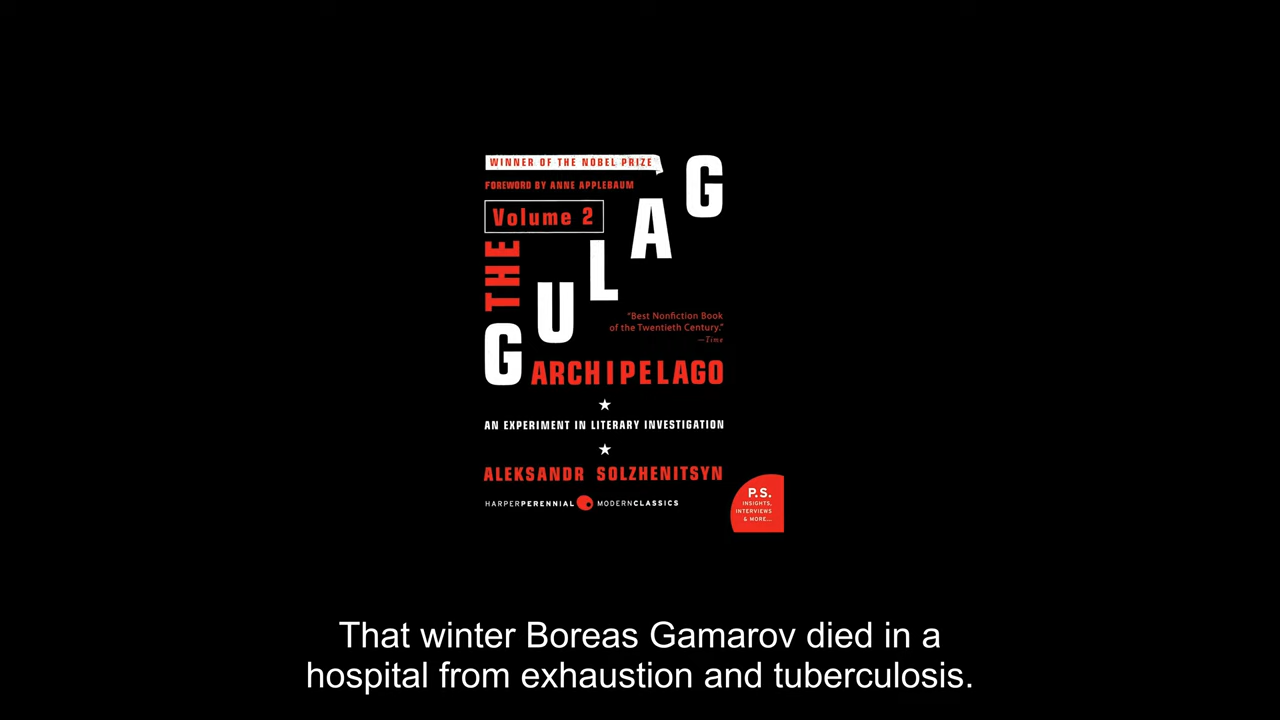 WINNER OF THE NOBEL PRIZE
FOREWORD BY ANNE APPLEBAUM
Volume 2
THE
GULAG
"Best Nonfiction Book
of the Twentieth Century."
—Time
ARCHIPELAGO
AN EXPERIMENT IN LITERARY INVESTIGATION
ALEKSANDR SOLZHENITSYN
HARPERPERENNIAL MODERNCLASSICS
P.S.
INSIGHTS,
INTERVIEWS
& MORE...
That winter Boreas Gamarov died in a
hospital from exhaustion and tuberculosis.